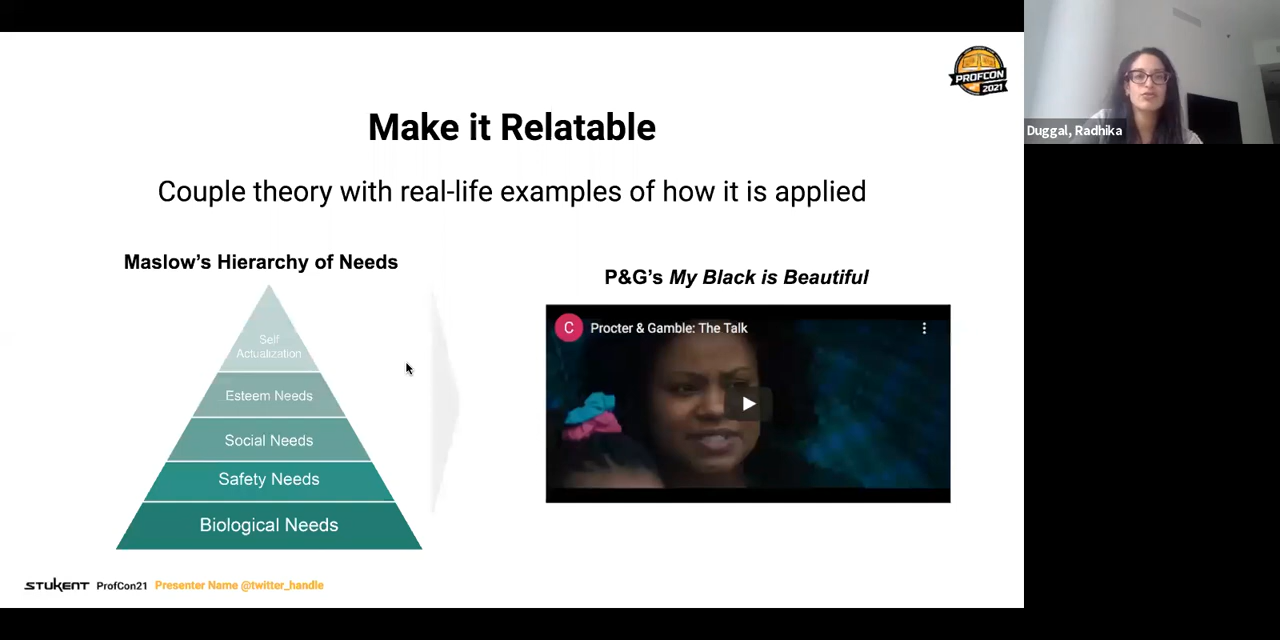 PROFCON
2021
Duggal, Radhika
Make it Relatable
Couple theory with real-life examples of how it is applied
Maslow's Hierarchy of Needs
Self
Actualization
Esteem Needs
Social Needs
Safety Needs
Biological Needs
P&G's My Black is Beautiful
C Procter & Gamble: The Talk
STUKENT ProfCon21 Presenter Name @twitter_handle